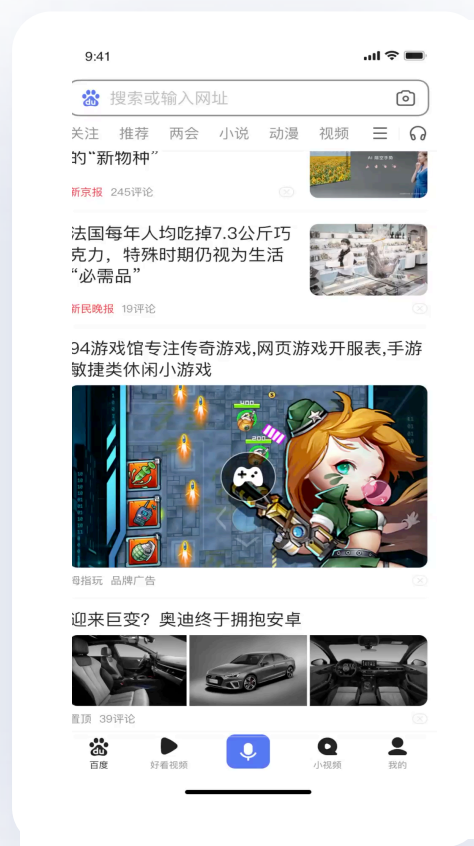 9:41
du 搜索或输入网址
关注 推荐 两会 小说 动漫 视频
的“新物种”
新京报 245评论
法国每年人均吃掉7.3公斤巧
克力，特殊时期仍视为生活
“必需品”
新民晚报 19评论
94游戏馆专注传奇游戏,网页游戏开服表,手游
敏捷类休闲小游戏
400
200
拇指玩 品牌广告
迎来巨变？奥迪终于拥抱安卓
置顶 39评论
du
百度 好看视频 小视频 我的